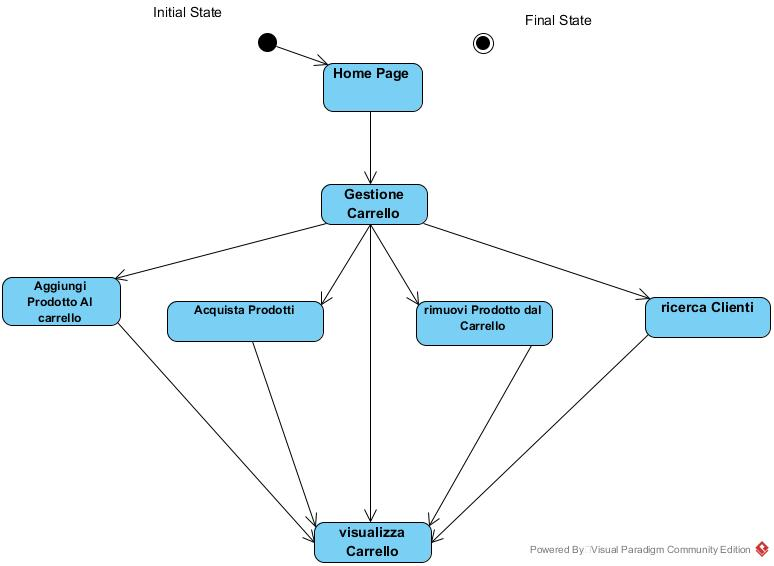 Initial State
Final State
Home Page
Gestione
Carrello
Aggiungi
Prodotto Al
carrello
Acquista Prodotti
rimuovi Prodotto dal
Carrello
ricerca Clienti
visualizza
Carrello
Powered By Visual Paradigm Community Edition